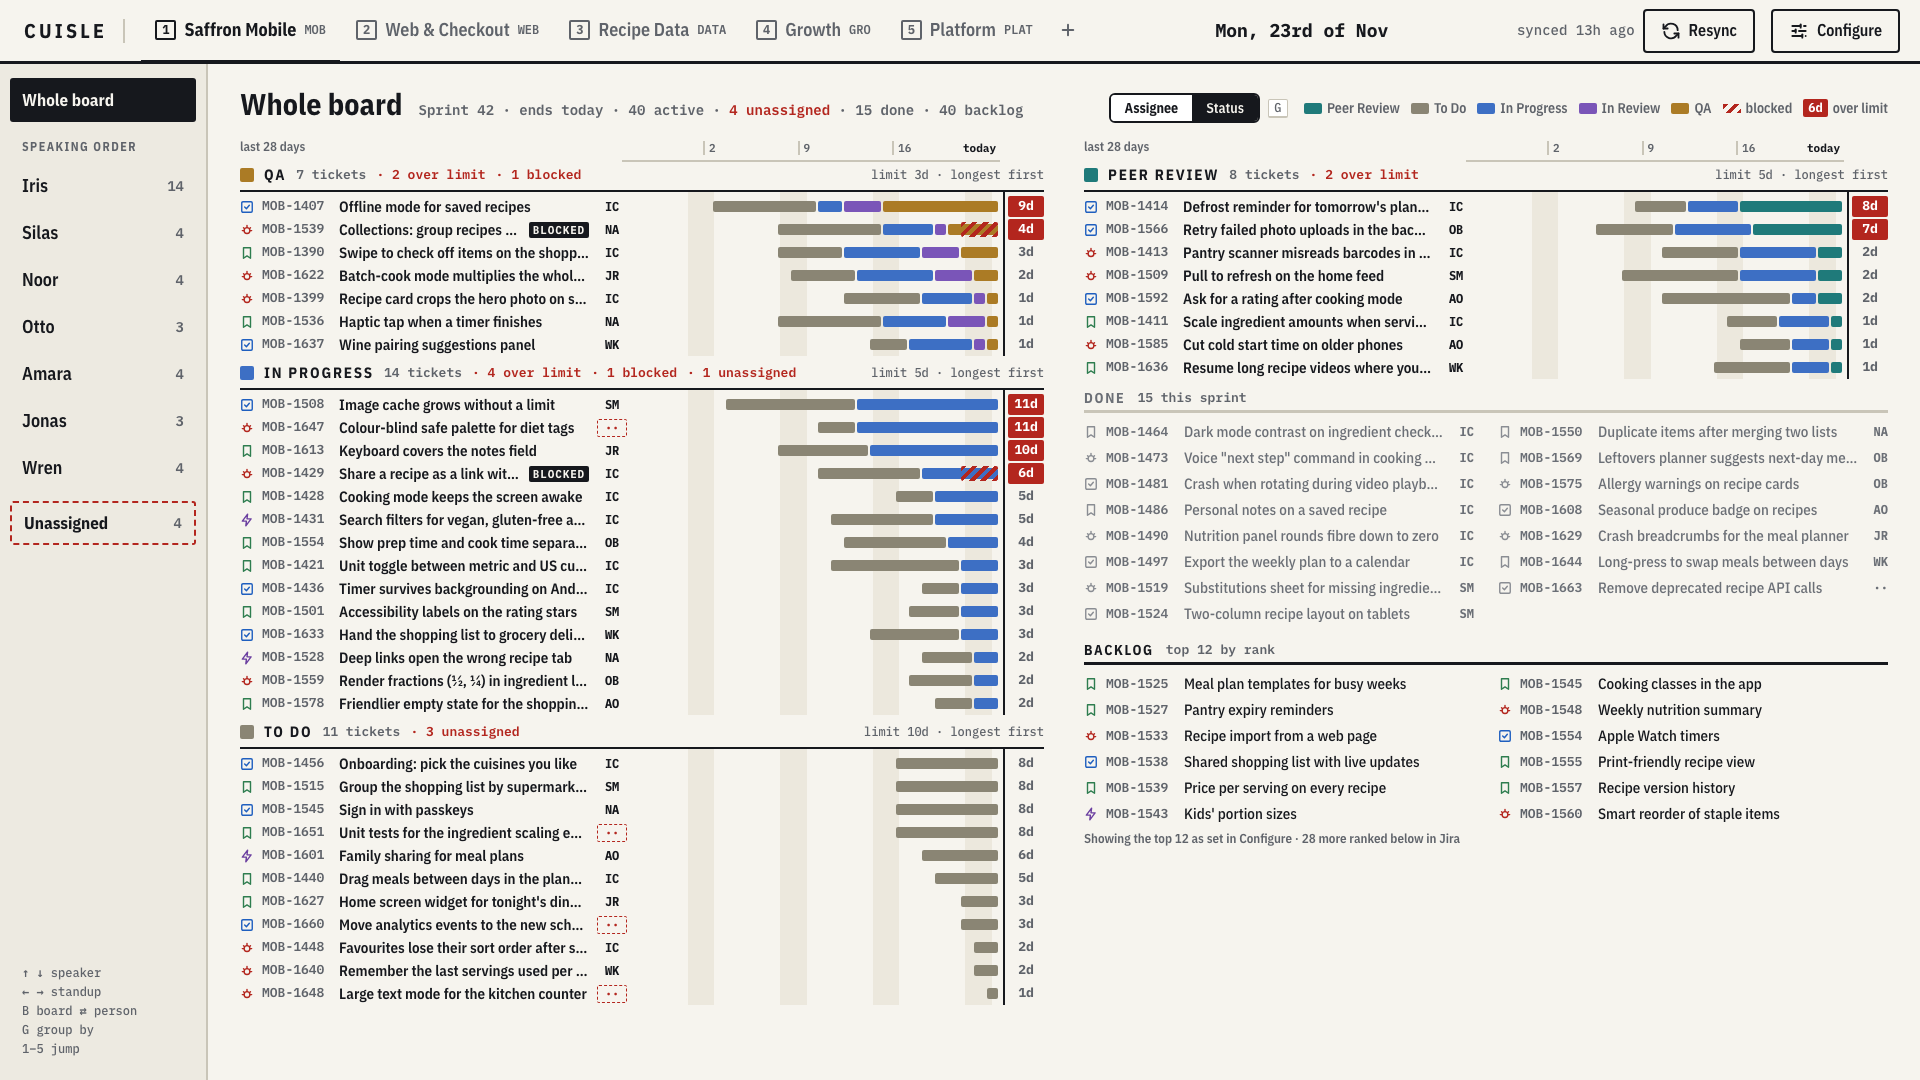 CUISLE
1 Saffron Mobile MOB
2 Web & Checkout WEB
3 Recipe Data DATA
4 Growth GRO
5 Platform PLAT
+
Mon, 23rd of Nov
synced 13h ago
Resync
Configure
Whole board
SPEAKING ORDER
Iris 14
Silas 4
Noor 4
Otto 3
Amara 4
Jonas 3
Wren 4
Unassigned 4
↑ ↓ speaker
← → standup
B board ⇄ person
G group by
1–5 jump
Whole board
Sprint 42 · ends today · 40 active · 4 unassigned · 15 done · 40 backlog
Assignee Status G
Peer Review To Do In Progress In Review QA blocked 6d over limit
last 28 days 2 9 16 today
QA 7 tickets · 2 over limit · 1 blocked limit 3d · longest first
MOB-1407 Offline mode for saved recipes IC 9d
MOB-1539 Collections: group recipes ... BLOCKED NA 4d
MOB-1390 Swipe to check off items on the shopp... IC 3d
MOB-1622 Batch-cook mode multiplies the whol... JR 2d
MOB-1399 Recipe card crops the hero photo on s... IC 1d
MOB-1536 Haptic tap when a timer finishes NA 1d
MOB-1637 Wine pairing suggestions panel WK 1d
IN PROGRESS 14 tickets · 4 over limit · 1 blocked · 1 unassigned limit 5d · longest first
MOB-1508 Image cache grows without a limit SM 11d
MOB-1647 Colour-blind safe palette for diet tags ·· 11d
MOB-1613 Keyboard covers the notes field JR 10d
MOB-1429 Share a recipe as a link wit... BLOCKED IC 6d
MOB-1428 Cooking mode keeps the screen awake IC 5d
MOB-1431 Search filters for vegan, gluten-free a... IC 5d
MOB-1554 Show prep time and cook time separa... OB 4d
MOB-1421 Unit toggle between metric and US cu... IC 3d
MOB-1436 Timer survives backgrounding on And... IC 3d
MOB-1501 Accessibility labels on the rating stars SM 3d
MOB-1633 Hand the shopping list to grocery deli... WK 3d
MOB-1528 Deep links open the wrong recipe tab NA 2d
MOB-1559 Render fractions (½, ¼) in ingredient l... OB 2d
MOB-1578 Friendlier empty state for the shoppin... AO 2d
TO DO 11 tickets · 3 unassigned limit 10d · longest first
MOB-1456 Onboarding: pick the cuisines you like IC 8d
MOB-1515 Group the shopping list by supermark... SM 8d
MOB-1545 Sign in with passkeys NA 8d
MOB-1651 Unit tests for the ingredient scaling e... ·· 8d
MOB-1601 Family sharing for meal plans AO 6d
MOB-1440 Drag meals between days in the plan... IC 5d
MOB-1627 Home screen widget for tonight's din... JR 3d
MOB-1660 Move analytics events to the new sch... ·· 3d
MOB-1448 Favourites lose their sort order after s... IC 2d
MOB-1640 Remember the last servings used per ... WK 2d
MOB-1648 Large text mode for the kitchen counter ·· 1d
last 28 days 2 9 16 today
PEER REVIEW 8 tickets · 2 over limit limit 5d · longest first
MOB-1414 Defrost reminder for tomorrow's plan... IC 8d
MOB-1566 Retry failed photo uploads in the bac... OB 7d
MOB-1413 Pantry scanner misreads barcodes in ... IC 2d
MOB-1509 Pull to refresh on the home feed SM 2d
MOB-1592 Ask for a rating after cooking mode AO 2d
MOB-1411 Scale ingredient amounts when servi... IC 1d
MOB-1585 Cut cold start time on older phones AO 1d
MOB-1636 Resume long recipe videos where you... WK 1d
DONE 15 this sprint
MOB-1464 Dark mode contrast on ingredient check... IC
MOB-1473 Voice "next step" command in cooking ... IC
MOB-1481 Crash when rotating during video playb... IC
MOB-1486 Personal notes on a saved recipe IC
MOB-1490 Nutrition panel rounds fibre down to zero IC
MOB-1497 Export the weekly plan to a calendar IC
MOB-1519 Substitutions sheet for missing ingredie... SM
MOB-1524 Two-column recipe layout on tablets SM
MOB-1550 Duplicate items after merging two lists NA
MOB-1569 Leftovers planner suggests next-day me... OB
MOB-1575 Allergy warnings on recipe cards OB
MOB-1608 Seasonal produce badge on recipes AO
MOB-1629 Crash breadcrumbs for the meal planner JR
MOB-1644 Long-press to swap meals between days WK
MOB-1663 Remove deprecated recipe API calls ··
BACKLOG top 12 by rank
MOB-1525 Meal plan templates for busy weeks
MOB-1527 Pantry expiry reminders
MOB-1533 Recipe import from a web page
MOB-1538 Shared shopping list with live updates
MOB-1539 Price per serving on every recipe
MOB-1543 Kids' portion sizes
MOB-1545 Cooking classes in the app
MOB-1548 Weekly nutrition summary
MOB-1554 Apple Watch timers
MOB-1555 Print-friendly recipe view
MOB-1557 Recipe version history
MOB-1560 Smart reorder of staple items
Showing the top 12 as set in Configure · 28 more ranked below in Jira